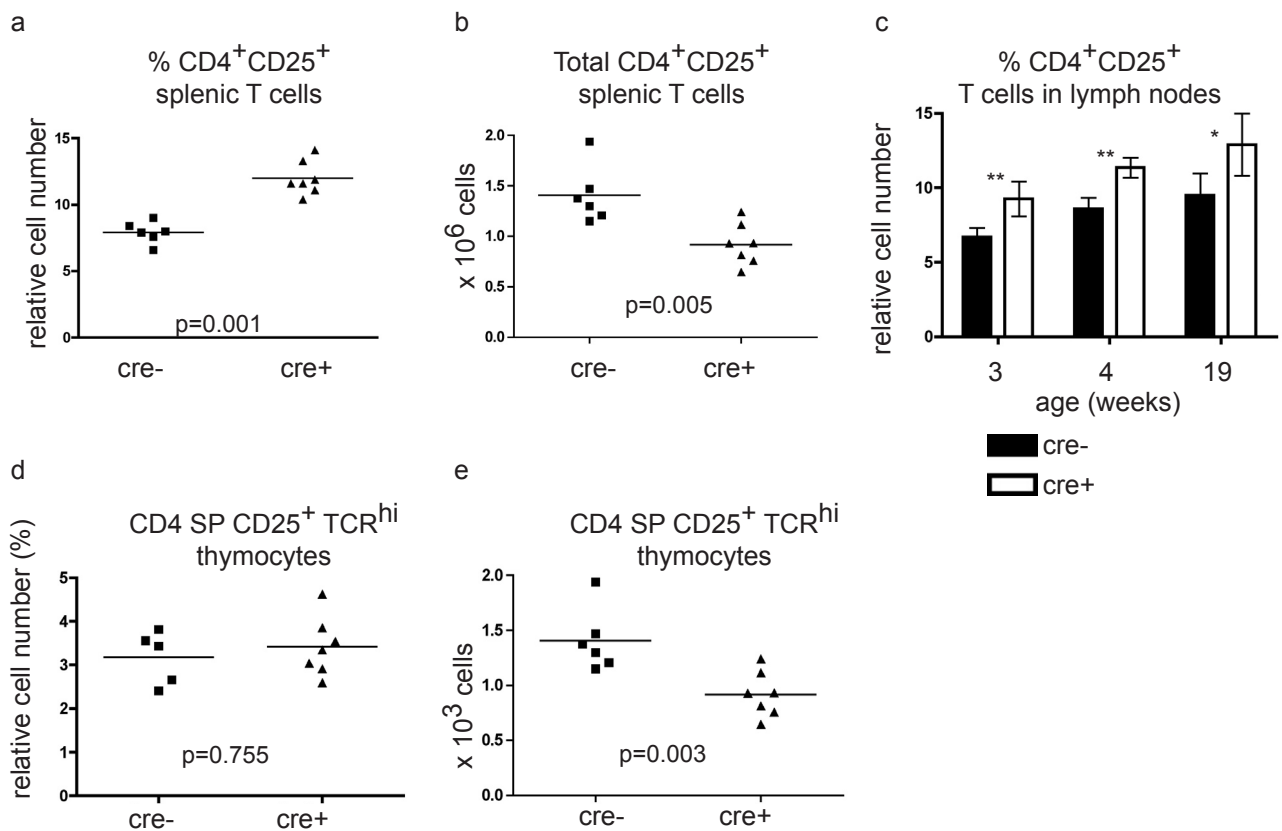 a
% CD4+CD25+
splenic T cells
relative cell number
15
10
5
0
p=0.001
cre-
cre+
b
Total CD4+CD25+
splenic T cells
x 10^6 cells
2.0
1.5
1.0
0.5
0.0
p=0.005
cre-
cre+
c
% CD4+CD25+
T cells in lymph nodes
relative cell number
15
10
5
0
**
**
*
3
4
19
age (weeks)
cre-
cre+
d
CD4 SP CD25+ TCRhi
thymocytes
relative cell number (%)
5
4
3
2
1
0
p=0.755
cre-
cre+
e
CD4 SP CD25+ TCRhi
thymocytes
x 10^3 cells
2.0
1.5
1.0
0.5
0.0
p=0.003
cre-
cre+